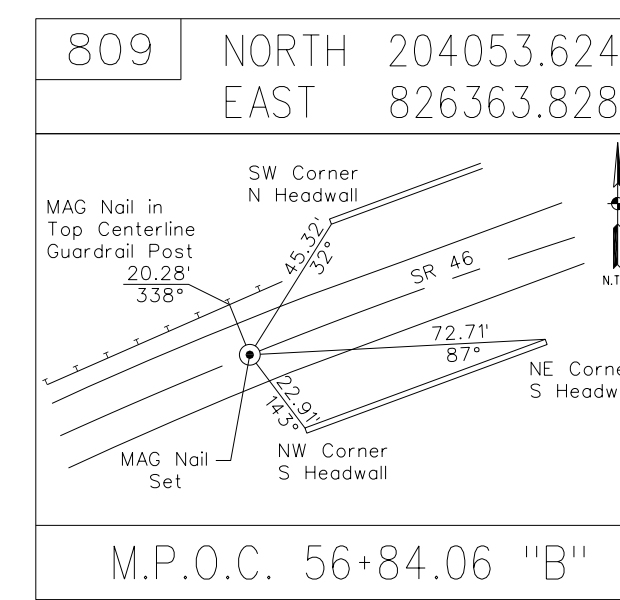 809
NORTH 204053.624
EAST 826363.828
SW Corner
N Headwall
MAG Nail in
Top Centerline
Guardrail Post
20.28'
338°
45.32'
32°
SR 46
72.71'
87°
22.91'
143°
MAG Nail
Set
NW Corner
S Headwall
M.P.O.C. 56+84.06 "B"